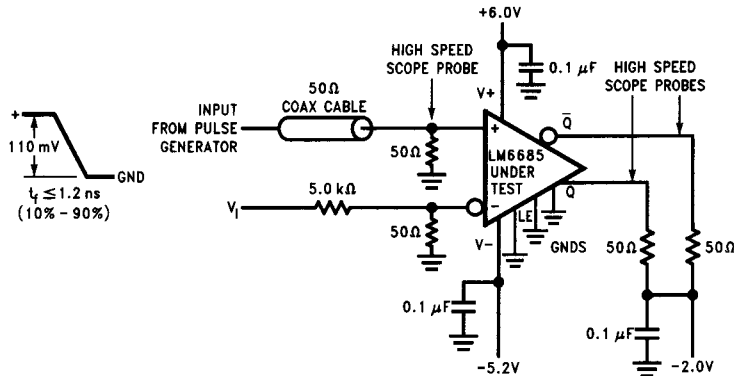 +6.0V
HIGH SPEED
SCOPE PROBE
0.1 μF
HIGH SPEED
SCOPE PROBES
50Ω
COAX CABLE
V+
INPUT
FROM PULSE
GENERATOR
Q̅
+
110 mV
GND
50Ω
+
LM6685
UNDER
TEST
Q
tf ≤ 1.2 ns
(10% - 90%)
5.0 kΩ
VI
−
LE
50Ω
V−
GNDS
50Ω
50Ω
0.1 μF
0.1 μF
−5.2V
−2.0V